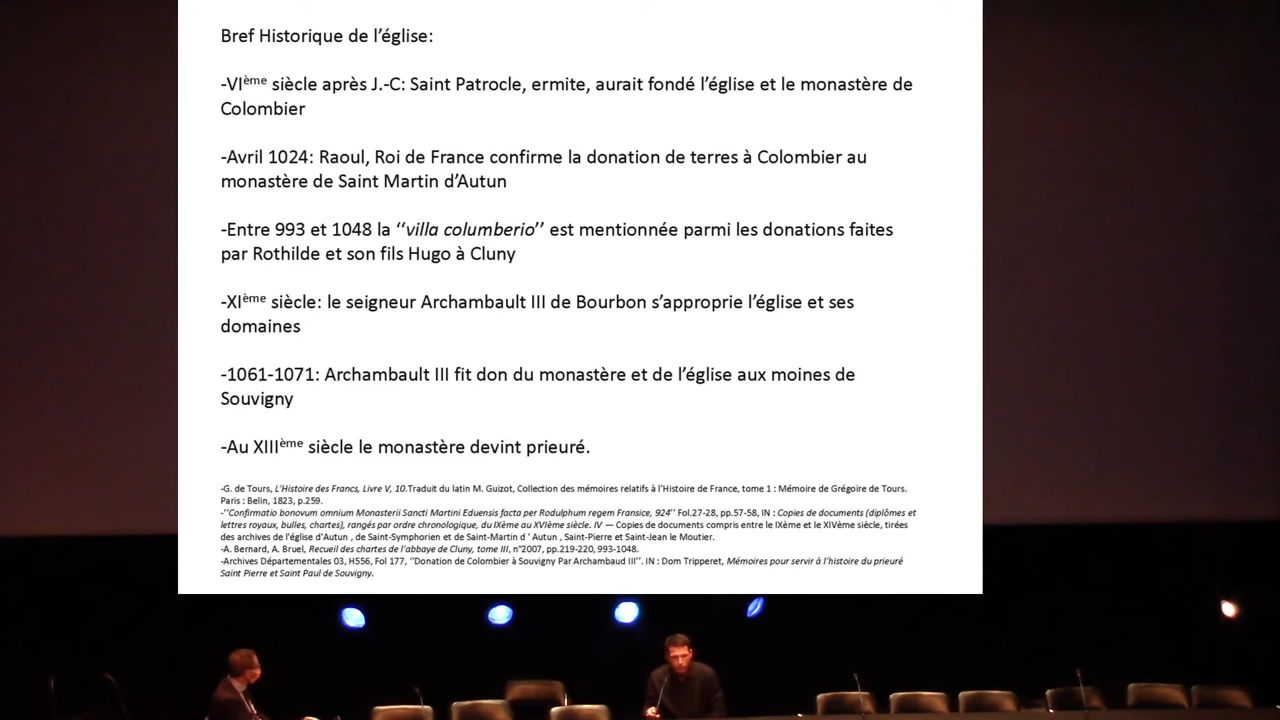 Bref Historique de l’église:
-VIème siècle après J.-C: Saint Patrocle, ermite, aurait fondé l’église et le monastère de
Colombier
-Avril 1024: Raoul, Roi de France confirme la donation de terres à Colombier au
monastère de Saint Martin d’Autun
-Entre 993 et 1048 la ‘‘villa columberio’’ est mentionnée parmi les donations faites
par Rothilde et son fils Hugo à Cluny
-XIème siècle: le seigneur Archambault III de Bourbon s’approprie l’église et ses
domaines
-1061-1071: Archambault III fit don du monastère et de l’église aux moines de
Souvigny
-Au XIIIème siècle le monastère devint prieuré.
-G. de Tours, L’Histoire des Francs, Livre V, 10.Traduit du latin M. Guizot, Collection des mémoires relatifs à l’Histoire de France, tome 1 : Mémoire de Grégoire de Tours.
Paris : Belin, 1823, p.259.
-‘‘Confirmatio bonovum omnium Monasterii Sancti Martini Eduensis facta per Rodulphum regem Fransice, 924’’ Fol.27-28, pp.57-58, IN : Copies de documents (diplômes et
lettres royaux, bulles, chartes), rangés par ordre chronologique, du IXème au XVIème siècle. IV — Copies de documents compris entre le IXème et le XIVème siècle, tirées
des archives de l'église d'Autun , de Saint-Symphorien et de Saint-Martin d ' Autun , Saint-Pierre et Saint-Jean le Moutier.
-A. Bernard, A. Bruel, Recueil des chartes de l’abbaye de Cluny, tome III, n°2007, pp.219-220, 993-1048.
-Archives Départementales 03, H556, Fol 177, ‘‘Donation de Colombier à Souvigny Par Archambaud III’’. IN : Dom Tripperet, Mémoires pour servir à l’histoire du prieuré
Saint Pierre et Saint Paul de Souvigny.